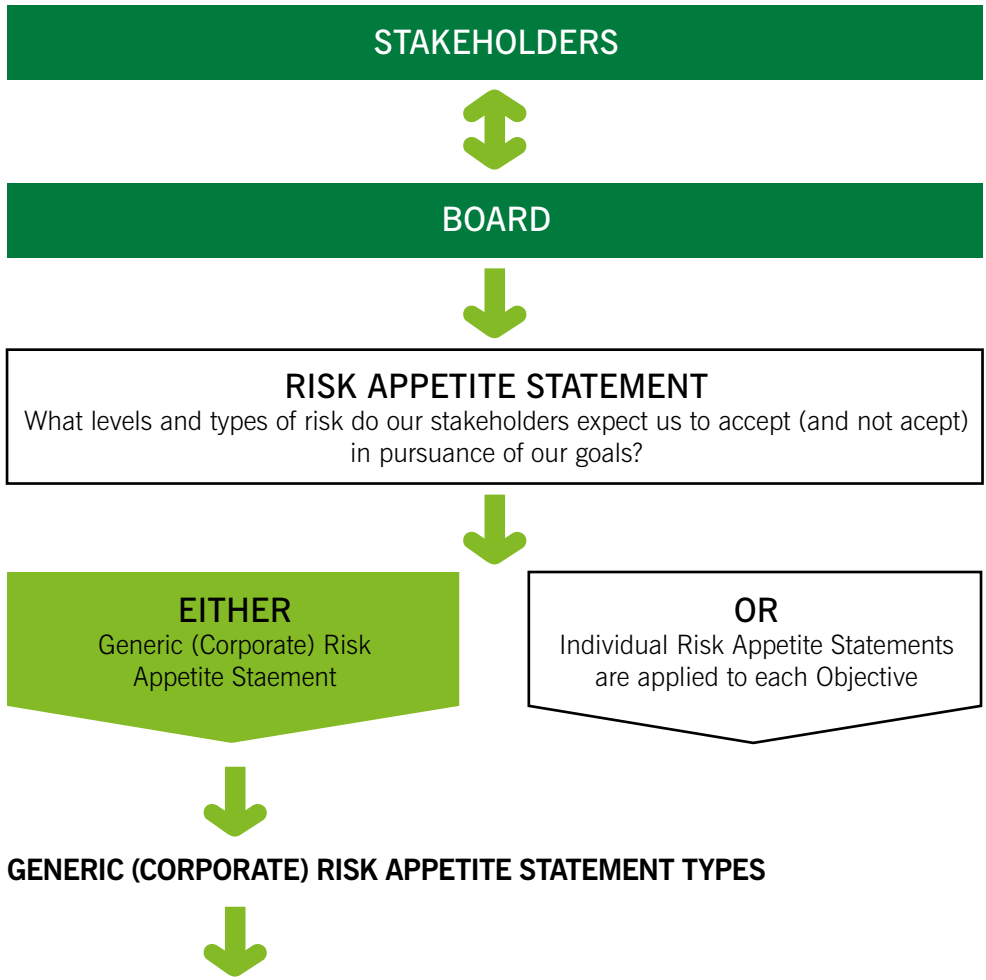 STAKEHOLDERS
BOARD
RISK APPETITE STATEMENT
What levels and types of risk do our stakeholders expect us to accept (and not acept)
in pursuance of our goals?
EITHER
Generic (Corporate) Risk
Appetite Staement
OR
Individual Risk Appetite Statements
are applied to each Objective
GENERIC (CORPORATE) RISK APPETITE STATEMENT TYPES